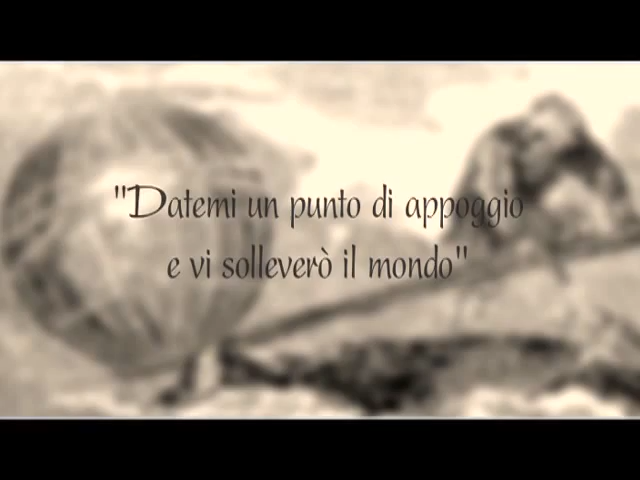 "Datemi un punto di appoggio
e vi solleverò il mondo"